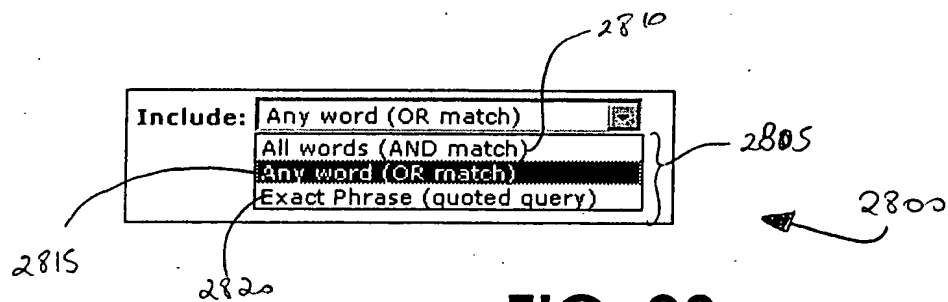 2810
Include: Any word (OR match)
All words (AND match)
Any word (OR match)
Exact Phrase (quoted query)
2805
2800
2815
2820